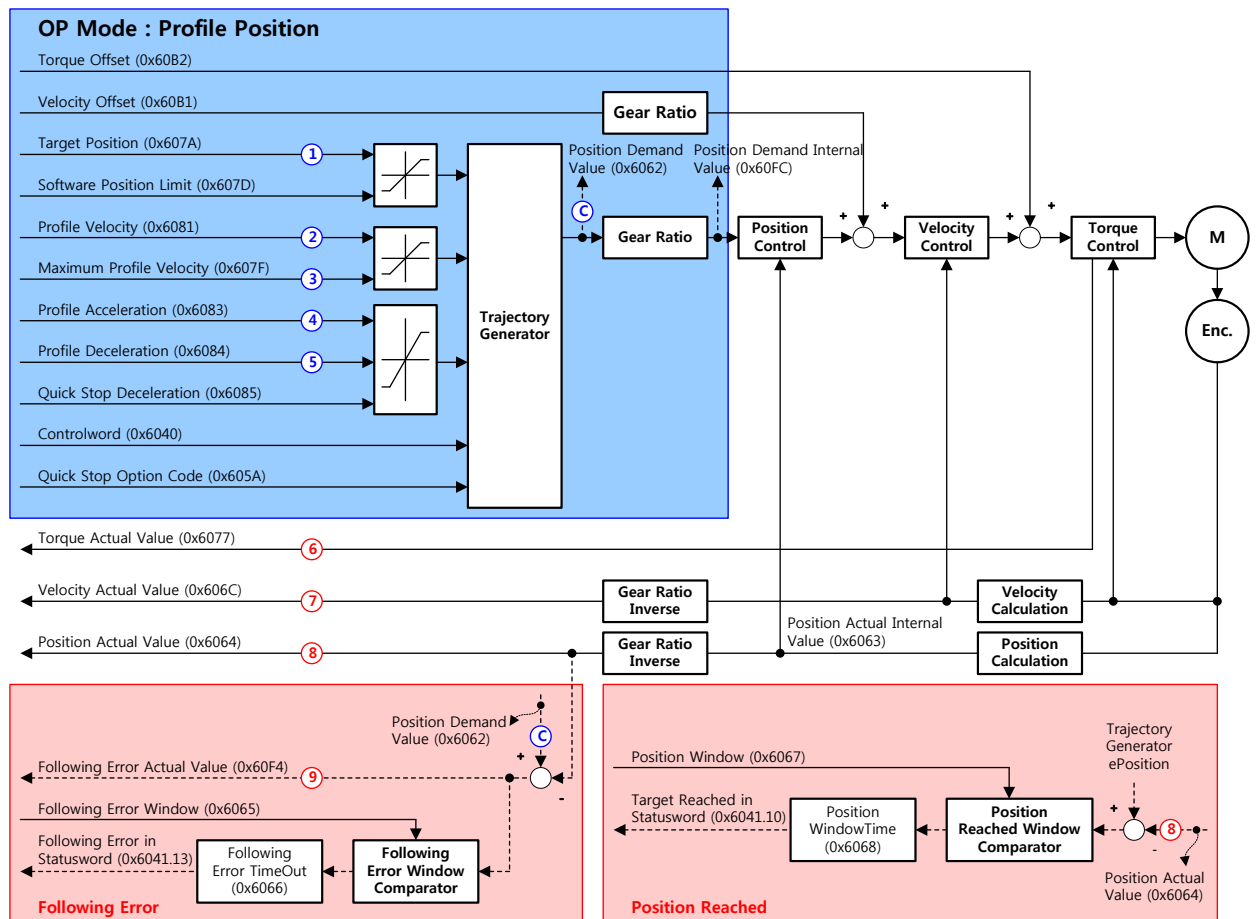 OP Mode : Profile Position
Torque Offset (0x60B2)
Velocity Offset (0x60B1)
Gear Ratio
Target Position (0x607A)
1
Software Position Limit (0x607D)
Profile Velocity (0x6081)
2
Maximum Profile Velocity (0x607F)
3
Profile Acceleration (0x6083)
4
Profile Deceleration (0x6084)
5
Quick Stop Deceleration (0x6085)
Controlword (0x6040)
Quick Stop Option Code (0x605A)
Trajectory
Generator
Position Demand
Value (0x6062)
C
Position Demand Internal
Value (0x60FC)
Gear Ratio
Position
Control
+
+
Velocity
Control
+
+
Torque
Control
M
Enc.
Torque Actual Value (0x6077)
6
Velocity Actual Value (0x606C)
7
Gear Ratio
Inverse
Velocity
Calculation
Position Actual Value (0x6064)
8
Gear Ratio
Inverse
Position Actual Internal
Value (0x6063)
Position
Calculation
Position Demand
Value (0x6062)
C
+
-
Following Error Actual Value (0x60F4)
9
Following Error Window (0x6065)
Following Error in
Statusword (0x6041.13)
Following
Error TimeOut
(0x6066)
Following
Error Window
Comparator
Following Error
Position Window (0x6067)
Trajectory
Generator
ePosition
Target Reached in
Statusword (0x6041.10)
Position
WindowTime
(0x6068)
Position
Reached Window
Comparator
+
-
8
Position Actual
Value (0x6064)
Position Reached